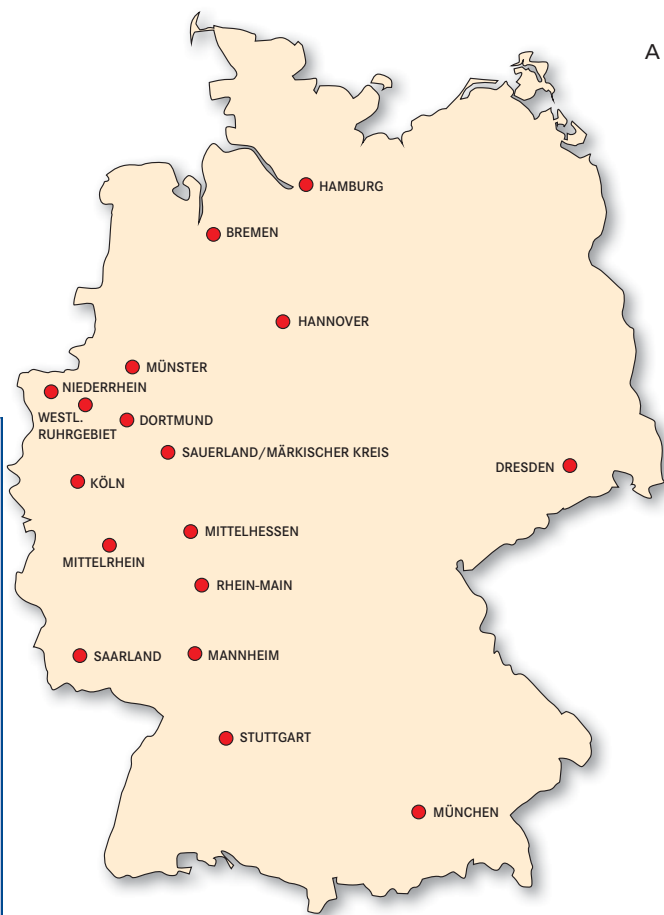 A
HAMBURG
BREMEN
HANNOVER
MÜNSTER
NIEDERRHEIN
WESTL.
RUHRGEBIET
DORTMUND
SAUERLAND/MÄRKISCHER KREIS
DRESDEN
KÖLN
MITTELHESSEN
MITTELRHEIN
RHEIN-MAIN
SAARLAND
MANNHEIM
STUTTGART
MÜNCHEN